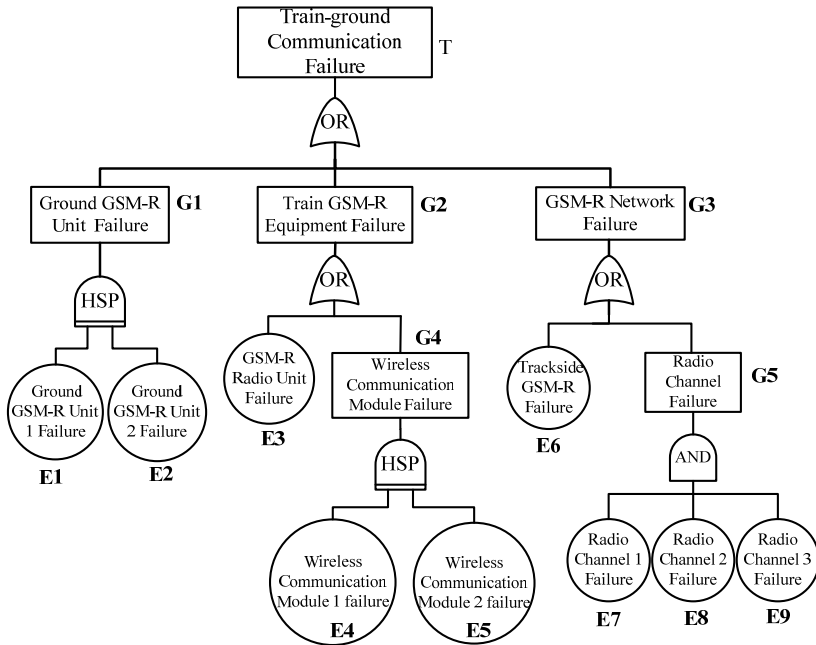 Train-ground
Communication
Failure
T
OR
Ground GSM-R
Unit Failure
G1
Train GSM-R
Equipment Failure
G2
GSM-R Network
Failure
G3
HSP
OR
OR
Ground
GSM-R Unit
1 Failure
E1
Ground
GSM-R Unit
2 Failure
E2
GSM-R
Radio Unit
Failure
E3
G4
Wireless
Communication
Module Failure
Trackside
GSM-R
Failure
E6
Radio
Channel
Failure
G5
HSP
AND
Wireless
Communication
Module 1 failure
E4
Wireless
Communication
Module 2 failure
E5
Radio
Channel 1
Failure
E7
Radio
Channel 2
Failure
E8
Radio
Channel 3
Failure
E9